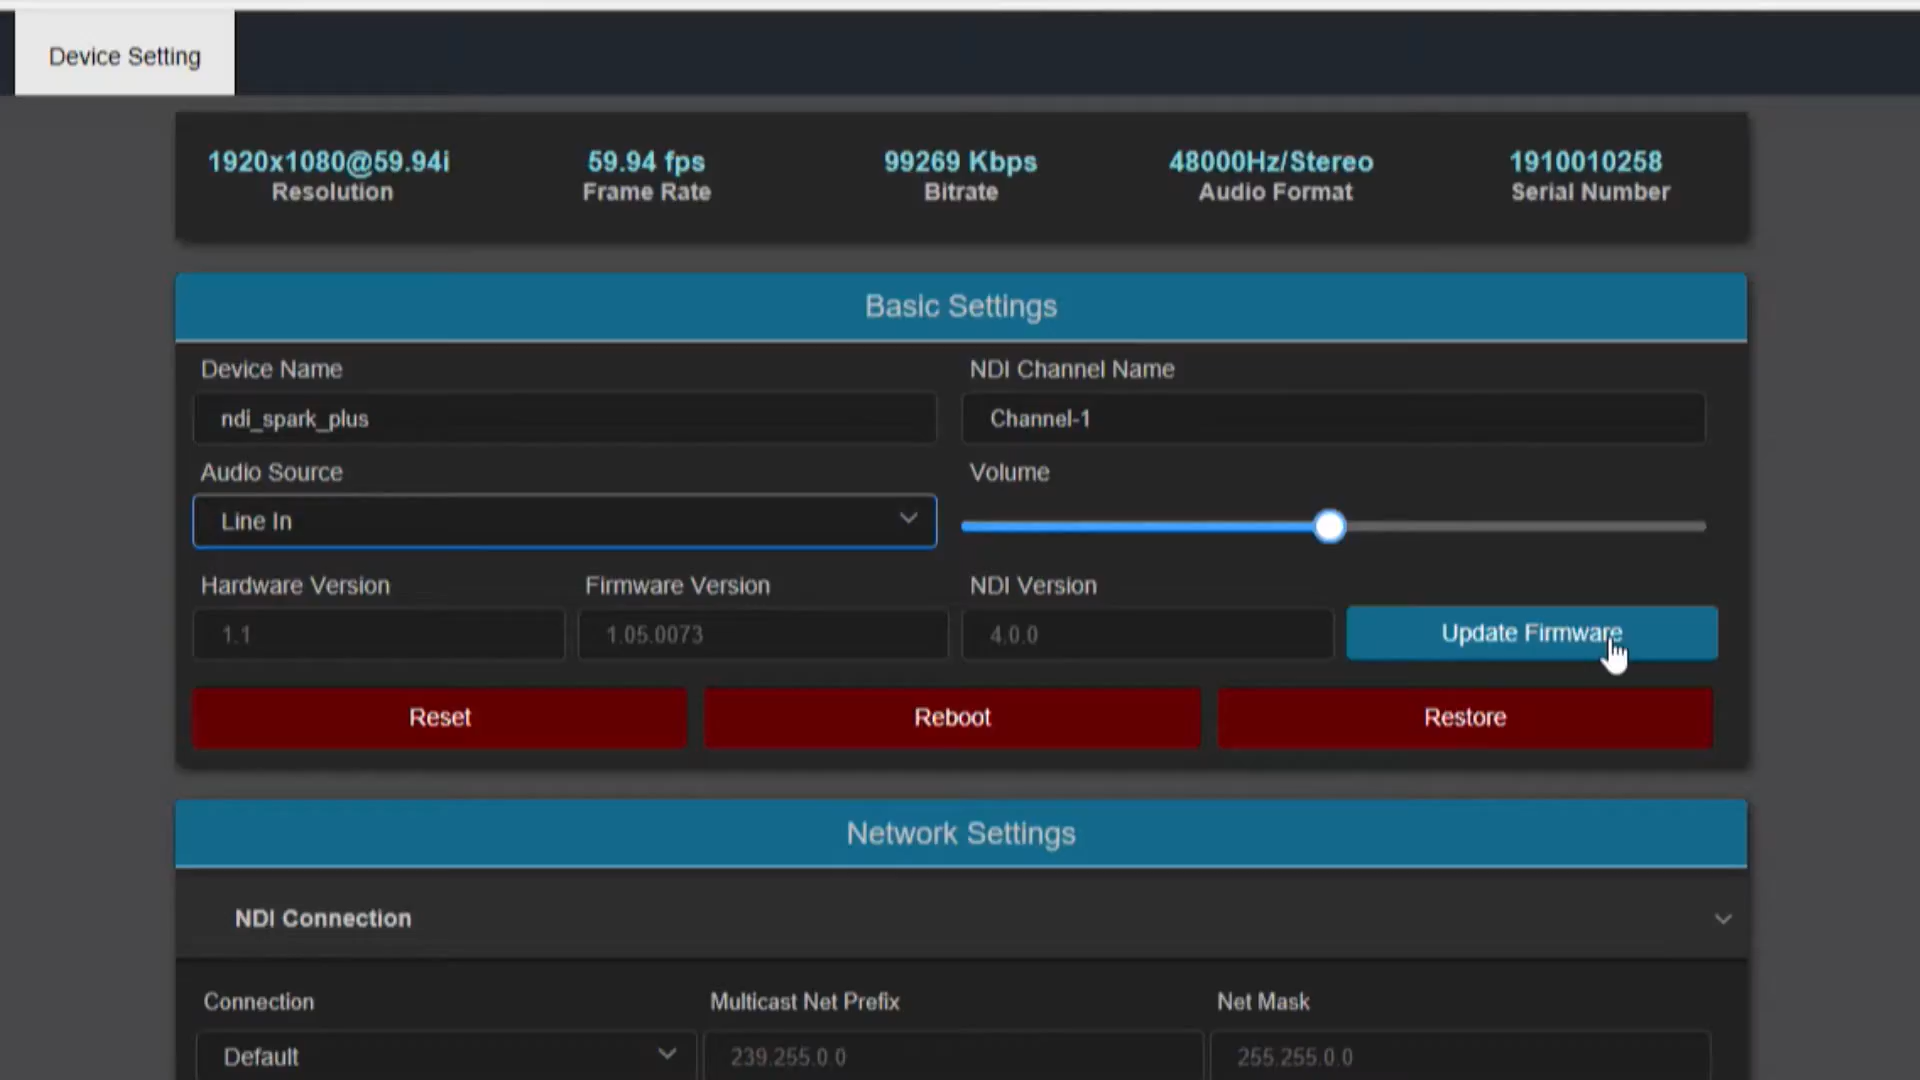 Device Setting
1920x1080@59.94i 59.94 fps 99269 Kbps 48000Hz/Stereo 1910010258
Resolution Frame Rate Bitrate Audio Format Serial Number
Basic Settings
Device Name NDI Channel Name
ndi_spark_plus Channel-1
Audio Source Volume
Line In
Hardware Version Firmware Version NDI Version
1.1 1.05.0073 4.0.0 Update Firmware
Reset Reboot Restore
Network Settings
NDI Connection
Connection Multicast Net Prefix Net Mask
Default 239.255.0.0 255.255.0.0